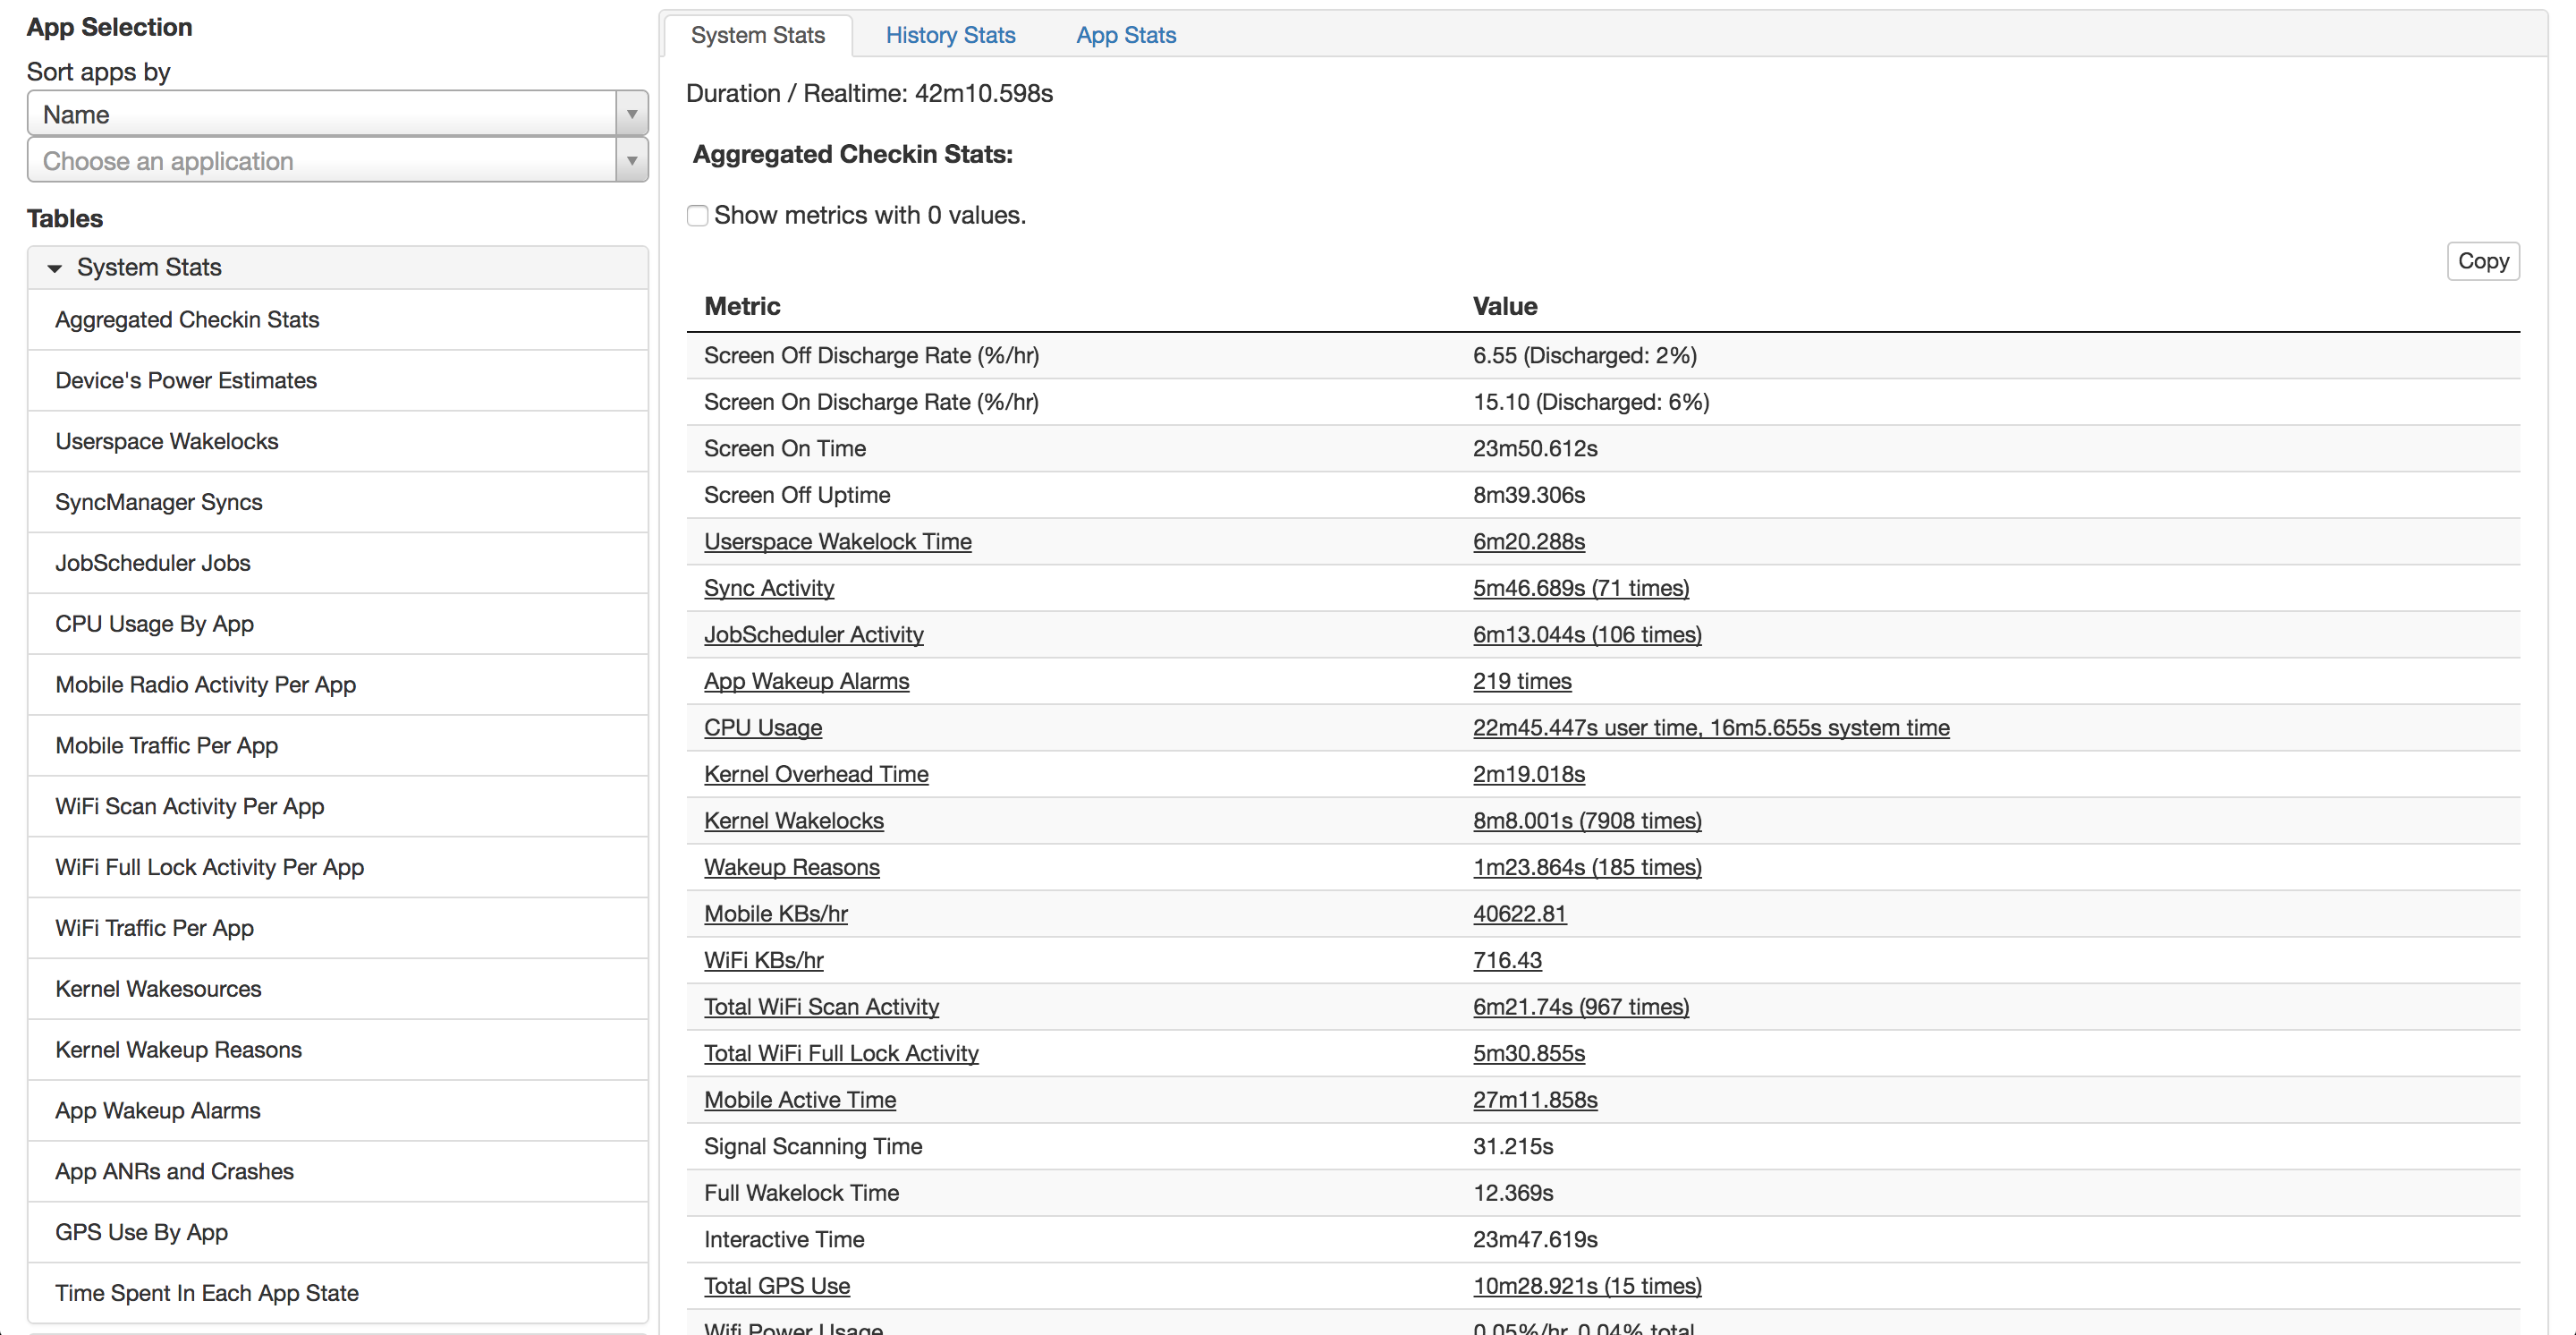 App Selection
Sort apps by
Name
Choose an application
Tables
System Stats
Aggregated Checkin Stats
Device's Power Estimates
Userspace Wakelocks
SyncManager Syncs
JobScheduler Jobs
CPU Usage By App
Mobile Radio Activity Per App
Mobile Traffic Per App
WiFi Scan Activity Per App
WiFi Full Lock Activity Per App
WiFi Traffic Per App
Kernel Wakesources
Kernel Wakeup Reasons
App Wakeup Alarms
App ANRs and Crashes
GPS Use By App
Time Spent In Each App State
System Stats History Stats App Stats
Duration / Realtime: 42m10.598s
Aggregated Checkin Stats:
Show metrics with 0 values.
Copy
Metric Value
Screen Off Discharge Rate (%/hr) 6.55 (Discharged: 2%)
Screen On Discharge Rate (%/hr) 15.10 (Discharged: 6%)
Screen On Time 23m50.612s
Screen Off Uptime 8m39.306s
Userspace Wakelock Time 6m20.288s
Sync Activity 5m46.689s (71 times)
JobScheduler Activity 6m13.044s (106 times)
App Wakeup Alarms 219 times
CPU Usage 22m45.447s user time, 16m5.655s system time
Kernel Overhead Time 2m19.018s
Kernel Wakelocks 8m8.001s (7908 times)
Wakeup Reasons 1m23.864s (185 times)
Mobile KBs/hr 40622.81
WiFi KBs/hr 716.43
Total WiFi Scan Activity 6m21.74s (967 times)
Total WiFi Full Lock Activity 5m30.855s
Mobile Active Time 27m11.858s
Signal Scanning Time 31.215s
Full Wakelock Time 12.369s
Interactive Time 23m47.619s
Total GPS Use 10m28.921s (15 times)
Wifi Power Usage 0.05%/hr, 0.04% total